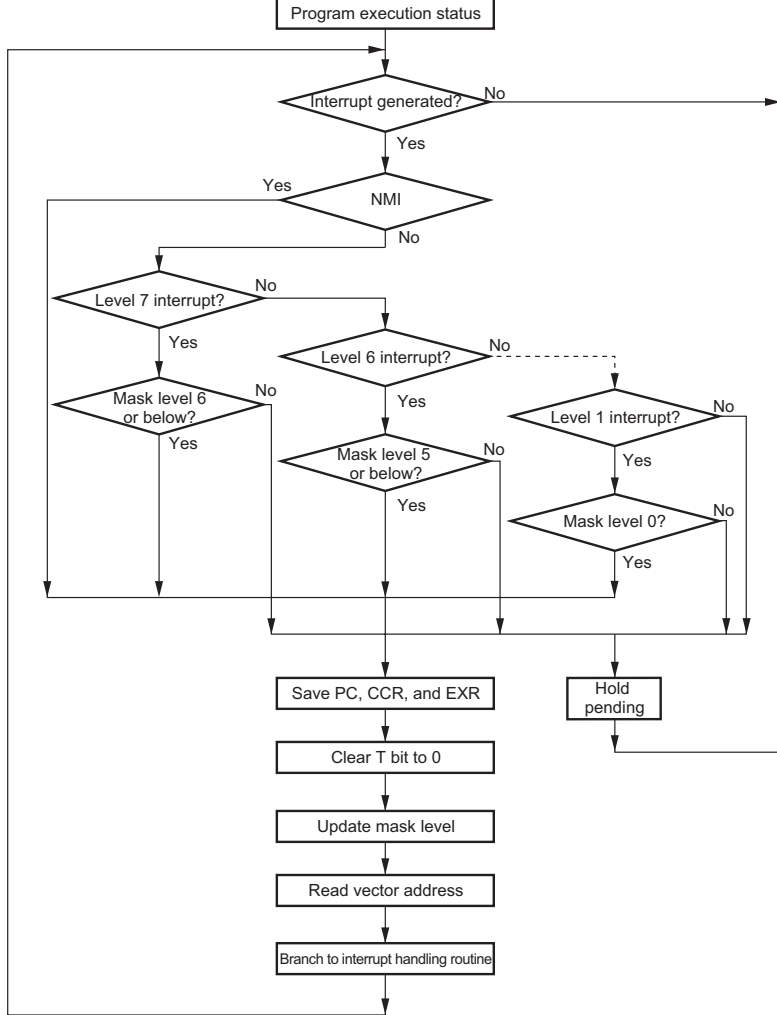 Program execution status
Interrupt generated?
No
Yes
Yes
NMI
No
Level 7 interrupt?
No
Yes
Level 6 interrupt?
No
Mask level 6
or below?
No
Yes
Yes
Level 1 interrupt?
No
Mask level 5
or below?
No
Yes
Yes
Mask level 0?
No
Yes
Save PC, CCR, and EXR
Hold
pending
Clear T bit to 0
Update mask level
Read vector address
Branch to interrupt handling routine